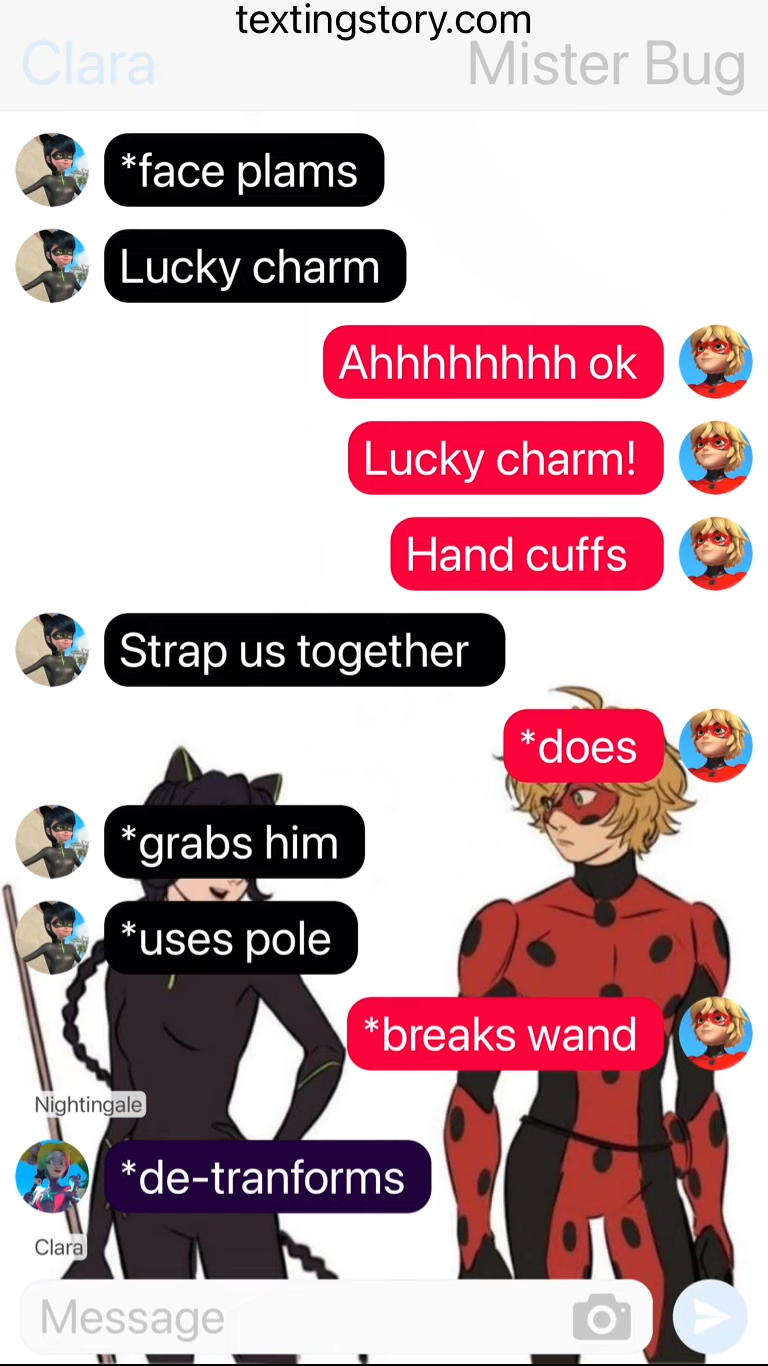 textingstory.com
Clara
Mister Bug
*face plams
Lucky charm
Ahhhhhhhh ok
Lucky charm!
Hand cuffs
Strap us together
*does
*grabs him
*uses pole
*breaks wand
Nightingale
*de-tranforms
Clara
Message